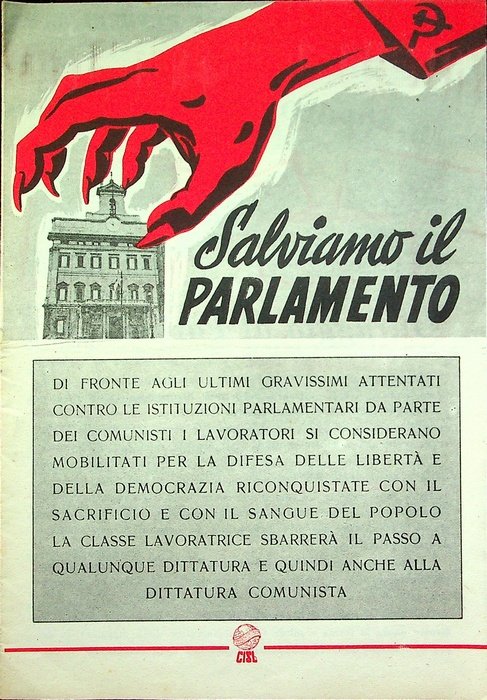 Salviamo il
PARLAMENTO
DI FRONTE AGLI ULTIMI GRAVISSIMI ATTENTATI
CONTRO LE ISTITUZIONI PARLAMENTARI DA PARTE
DEI COMUNISTI I LAVORATORI SI CONSIDERANO
MOBILITATI PER LA DIFESA DELLE LIBERTÀ E
DELLA DEMOCRAZIA RICONQUISTATE CON IL
SACRIFICIO E CON IL SANGUE DEL POPOLO
LA CLASSE LAVORATRICE SBARRERÀ IL PASSO A
QUALUNQUE DITTATURA E QUINDI ANCHE ALLA
DITTATURA COMUNISTA
CISL